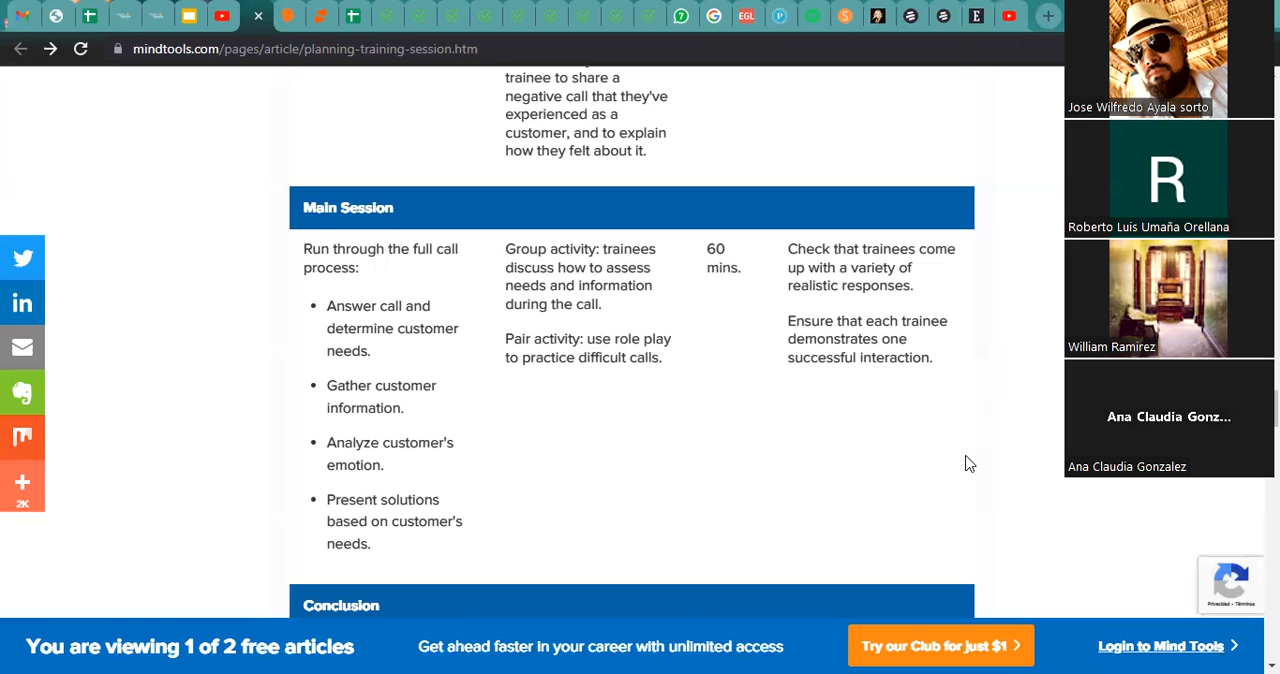 EGL
mindtools.com/pages/article/planning-training-session.htm
trainee to share a
negative call that they've
experienced as a
customer, and to explain
how they felt about it.
Main Session
Run through the full call
process:
• Answer call and
determine customer
needs.
• Gather customer
information.
• Analyze customer's
emotion.
• Present solutions
based on customer's
needs.
Group activity: trainees
discuss how to assess
needs and information
during the call.
Pair activity: use role play
to practice difficult calls.
60
mins.
Check that trainees come
up with a variety of
realistic responses.
Ensure that each trainee
demonstrates one
successful interaction.
Conclusion
2K
Jose Wilfredo Ayala sorto
R
Roberto Luis Umaña Orellana
William Ramirez
Ana Claudia Gonz...
Ana Claudia Gonzalez
Privacidad - Términos
You are viewing 1 of 2 free articles
Get ahead faster in your career with unlimited access
Try our Club for just $1
Login to Mind Tools